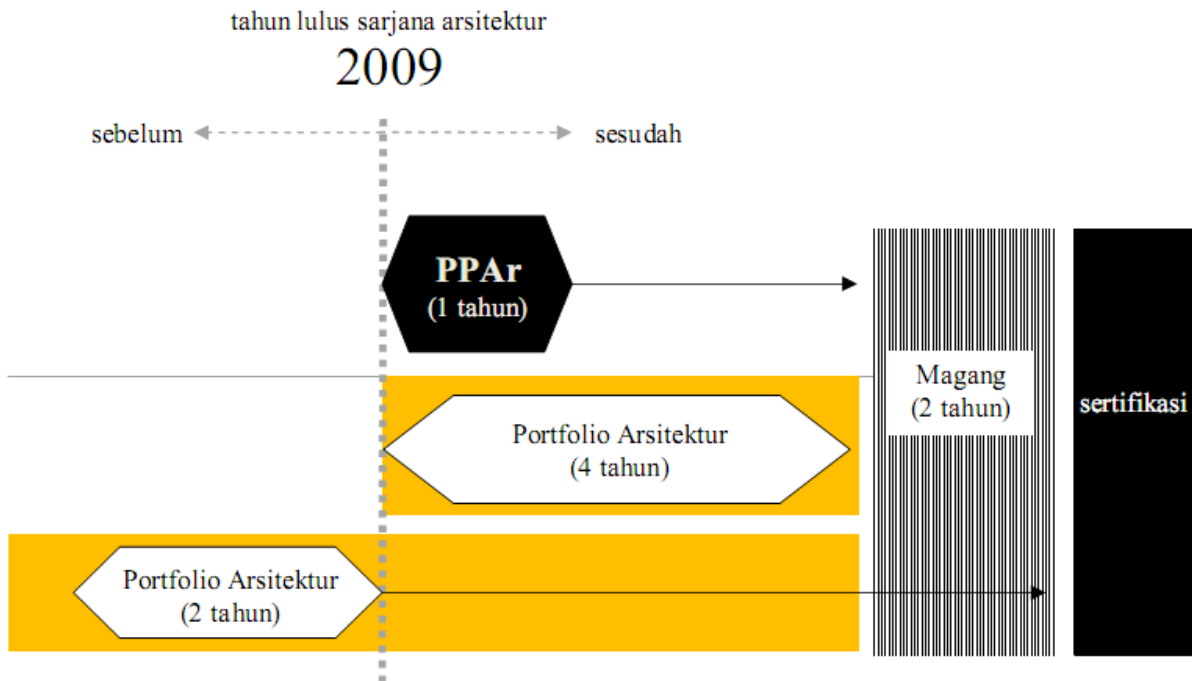 tahun lulus sarjana arsitektur
2009
sebelum
sesudah
PPAr
(1 tahun)
Magang
(2 tahun)
sertifikasi
Portfolio Arsitektur
(4 tahun)
Portfolio Arsitektur
(2 tahun)